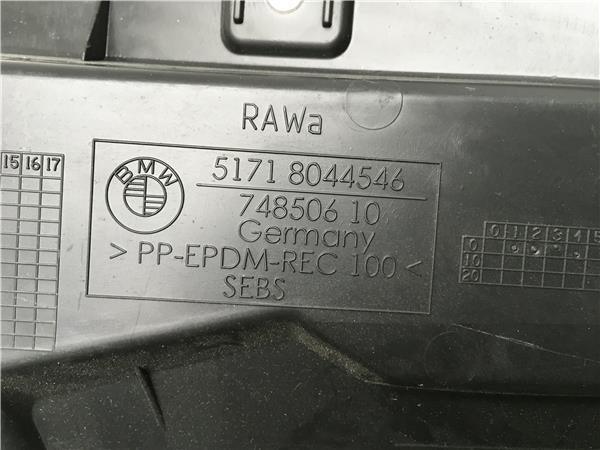 RAWa
15 16 17
BMW
5171 8044546
748506 10
Germany
> PP-EPDM-REC 100 <
SEBS
0 1 2 3 4 5
0
10
20